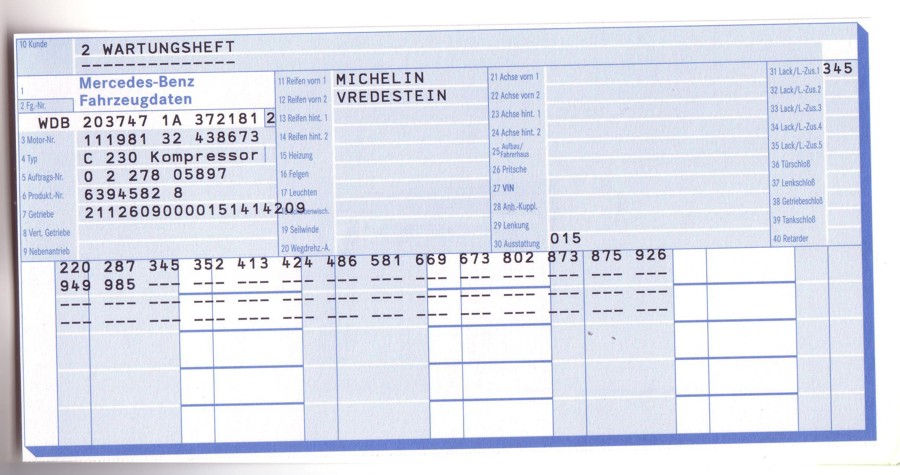 10 Kunde
2 WARTUNGSHEFT
--------------
1
Mercedes-Benz
Fahrzeugdaten
2 Fg.-Nr.
WDB 203747 1A 372181 2
3 Motor-Nr. 111981 32 438673
4 Typ C 230 Kompressor
5 Auftrags-Nr. 0 2 278 05897
6 Produkt.-Nr. 6394582 8
7 Getriebe 21126090000151414209
8 Vert. Getriebe
9 Nebenantrieb
11 Reifen vorn 1 MICHELIN
12 Reifen vorn 2 VREDESTEIN
13 Reifen hint. 1
14 Reifen hint. 2
15 Heizung
16 Felgen
17 Leuchten
19 Seilwinde
20 Wegdrehz.-A.
21 Achse vorn 1
22 Achse vorn 2
23 Achse hint. 1
24 Achse hint. 2
25 Aufbau/
Fahrerhaus
26 Pritsche
27 VIN
28 Anh.-Kuppl.
29 Lenkung
30 Ausstattung 015
31 Lack/L.-Zus.1 345
32 Lack/L.-Zus.2
33 Lack/L.-Zus.3
34 Lack/L.-Zus.4
35 Lack/L.-Zus.5
36 Türschloß
37 Lenkschloß
38 Getriebeschloß
39 Tankschloß
40 Retarder
220 287 345 352 413 424 486 581 669 673 802 873 875 926
949 985 --- --- --- --- --- --- --- --- --- --- --- ---
--- --- --- --- --- --- --- --- --- --- --- --- --- ---
--- --- --- --- --- --- --- --- --- --- --- --- --- ---